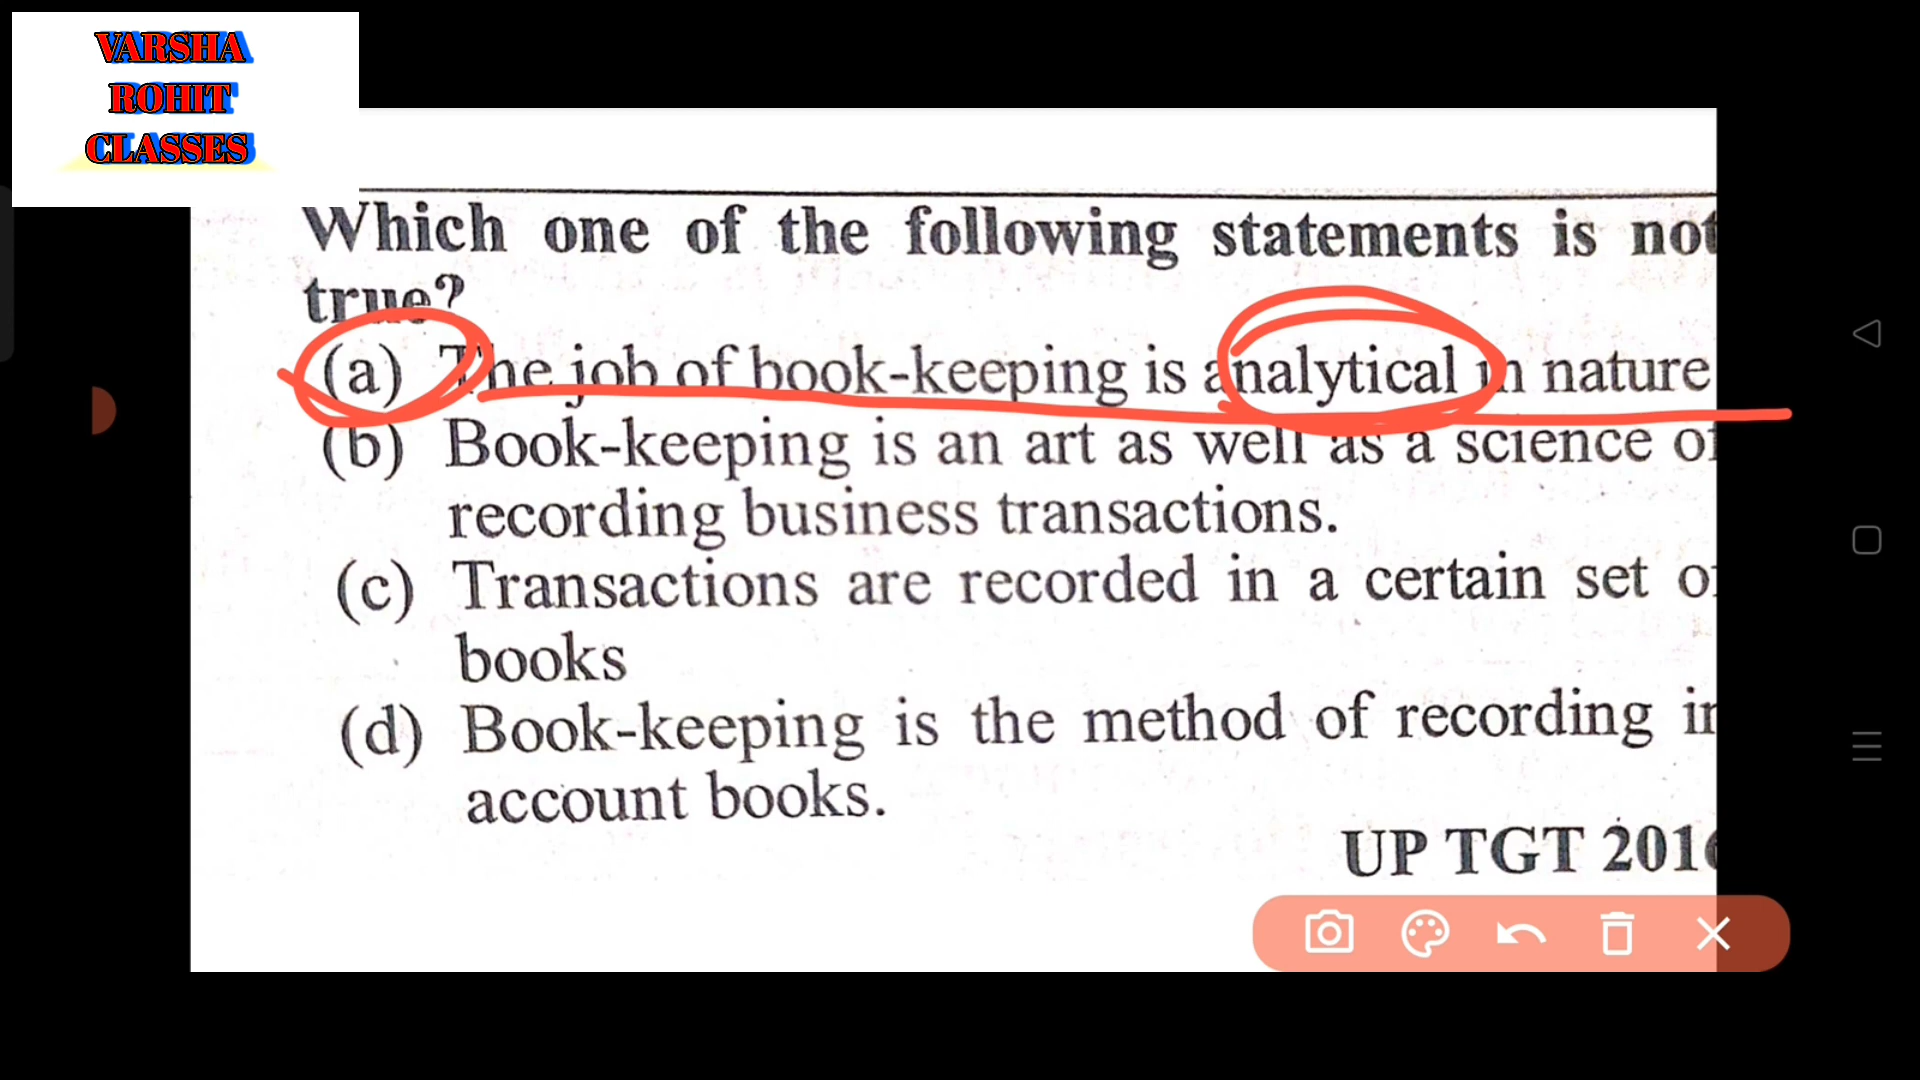 VARSHA
ROHIT
CLASSES
Which one of the following statements is not
true?
(a) The job of book-keeping is analytical in nature
(b) Book-keeping is an art as well as a science of
recording business transactions.
(c) Transactions are recorded in a certain set of
books
(d) Book-keeping is the method of recording in
account books.
UP TGT 2016